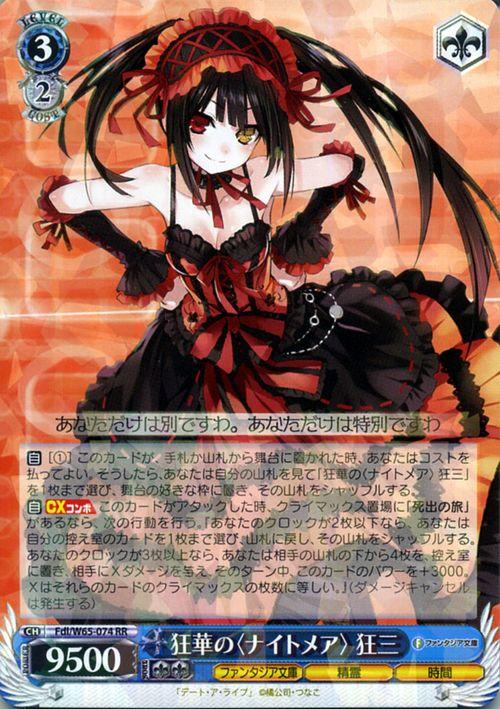 LEVEL
3
2
COST
あなただけは別ですわ。あなただけは特別ですわ
自 [①] このカードが、手札か山札から舞台に置かれた時、あなたはコストを
払ってよい。そうしたら、あなたは自分の山札を見て「狂華の〈ナイトメア〉 狂三」
を1枚まで選び、舞台の好きな枠に置き、その山札をシャッフルする。
自 CXコンボ このカードがアタックした時、クライマックス置場に「死出の旅」
があるなら、次の行動を行う。『あなたのクロックが2枚以下なら、あなたは
自分の控え室のカードを1枚まで選び、山札に戻し、その山札をシャッフルする。
あなたのクロックが3枚以上なら、あなたは相手の山札の下から4枚を、控え室
に置き、相手にXダメージを与え、そのターン中、このカードのパワーを+3000。
Xはそれらのカードのクライマックスの枚数に等しい。』(ダメージキャンセル
は発生する)
CH Fdl/W65-074 RR
9500
狂華の〈ナイトメア〉 狂三
ファンタジア文庫
ファンタジア文庫 精霊 時間
「デート・ア・ライブ」 ©橘公司・つなこ